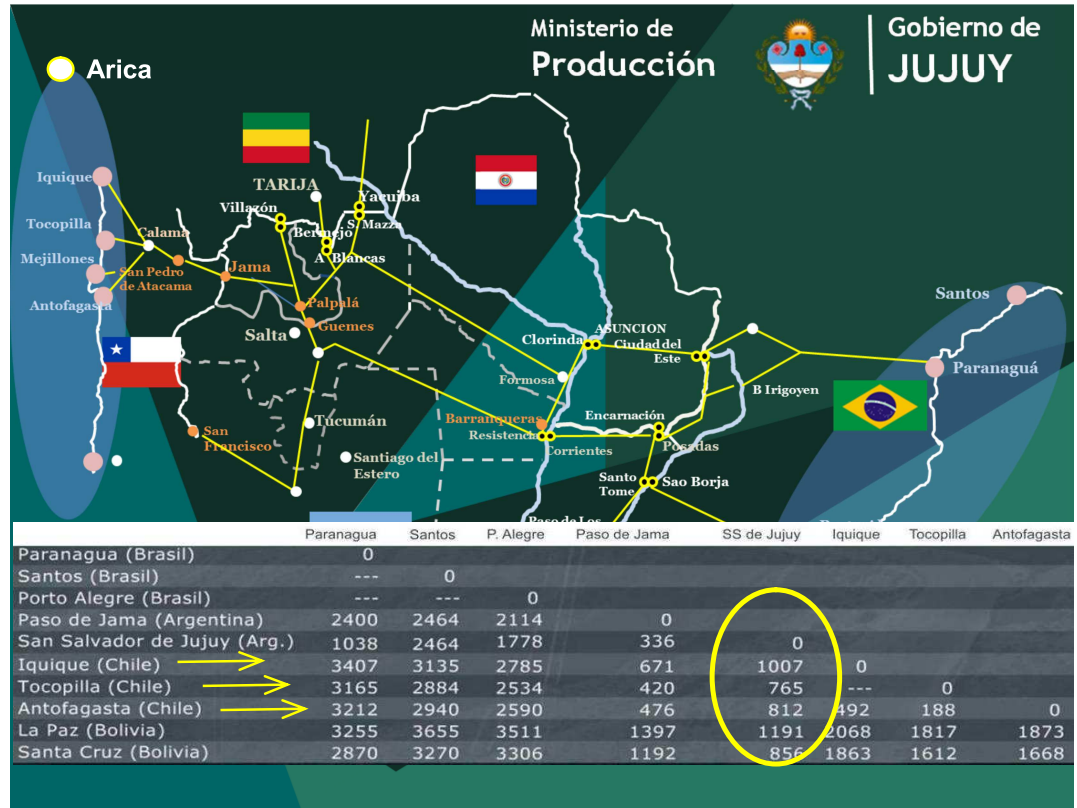 Ministerio de
Producción
Gobierno de
JUJUY
Arica
Iquique
TARIJA
Yacuiba
Villazón
Tocopilla
Calama
Bermejo
S. Mazza
Mejillones
San Pedro
de Atacama
Jama
A Blancas
Antofagasta
Palpalá
Guemes
Salta
Santos
Clorinda
ASUNCION
Ciudad del
Este
Paranaguá
Formosa
B Irigoyen
Tucumán
Barranqueras
Encarnación
San
Francisco
Resistencia
Corrientes
Posadas
Santiago del
Estero
Santo
Tome
Sao Borja
Paso de Los
Paranagua Santos P. Alegre Paso de Jama SS de Jujuy Iquique Tocopilla Antofagasta
Paranagua (Brasil) 0
Santos (Brasil) --- 0
Porto Alegre (Brasil) --- --- 0
Paso de Jama (Argentina) 2400 2464 2114 0
San Salvador de Jujuy (Arg.) 1038 2464 1778 336 0
Iquique (Chile) 3407 3135 2785 671 1007 0
Tocopilla (Chile) 3165 2884 2534 420 765 --- 0
Antofagasta (Chile) 3212 2940 2590 476 812 492 188 0
La Paz (Bolivia) 3255 3655 3511 1397 1191 2068 1817 1873
Santa Cruz (Bolivia) 2870 3270 3306 1192 856 1863 1612 1668